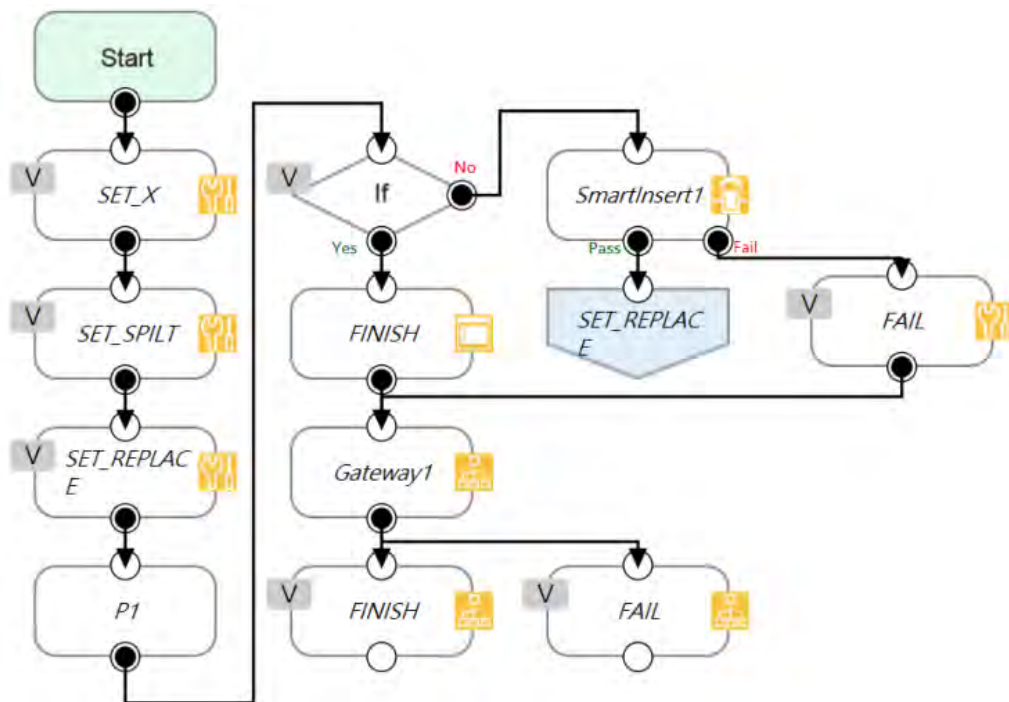 Start
V
SET_X
V
SET_SPILT
V
SET_REPLAC
E
P1
V
If
No
Yes
SmartInsert1
Pass
Fail
V
FINISH
SET_REPLAC
E
V
FAIL
Gateway1
V
FINISH
V
FAIL